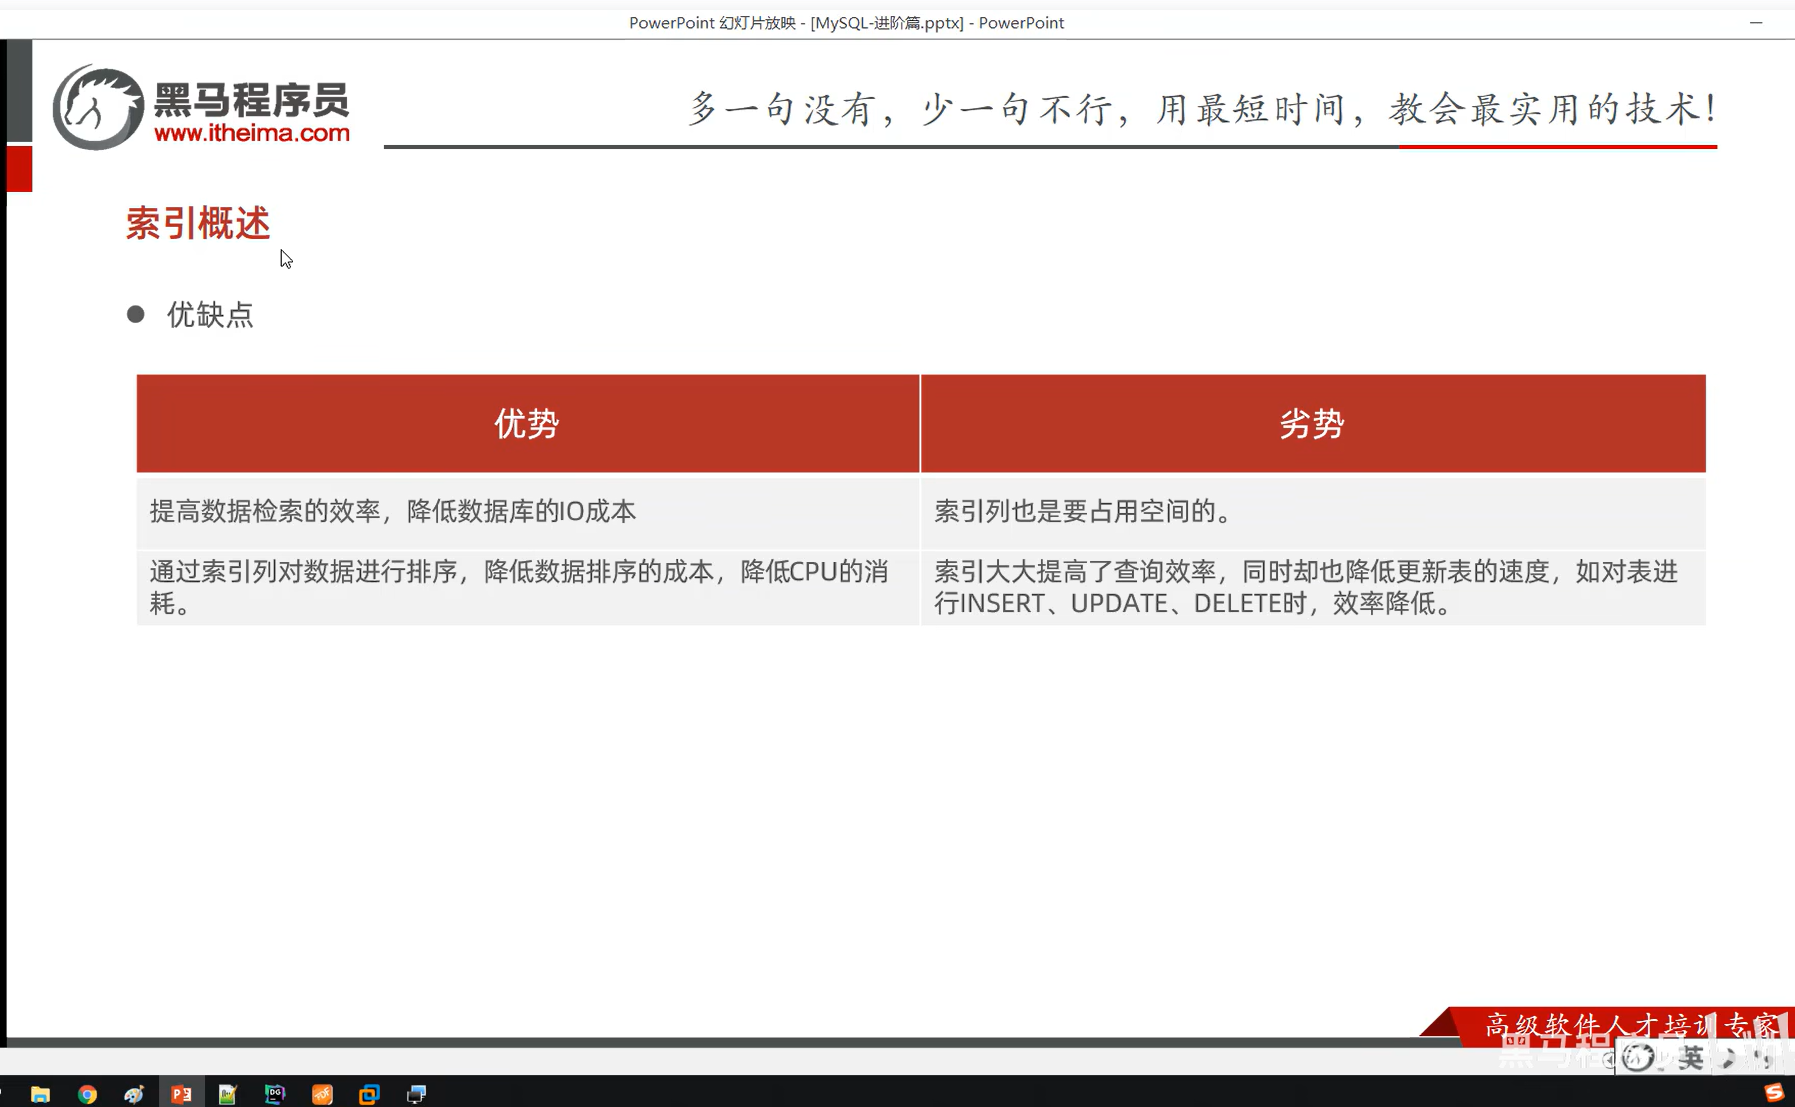 PowerPoint 幻灯片放映 - [MySQL-进阶篇.pptx] - PowerPoint
黑马程序员
www.itheima.com
多一句没有，少一句不行，用最短时间，教会最实用的技术！
索引概述
● 优缺点
优势
劣势
提高数据检索的效率，降低数据库的IO成本
索引列也是要占用空间的。
通过索引列对数据进行排序，降低数据排序的成本，降低CPU的消
耗。
索引大大提高了查询效率，同时却也降低更新表的速度，如对表进
行INSERT、UPDATE、DELETE时，效率降低。
高级软件人才培训专家
英